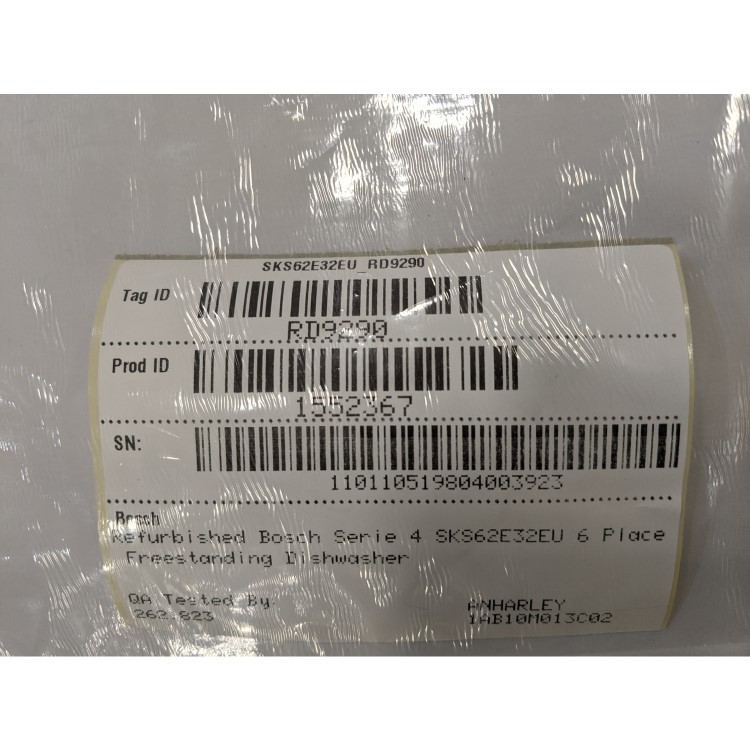 SKS62E32EU_RD9290
Tag ID
RD9290
Prod ID
1552367
SN:
110110519804003923
Bosch
Refurbished Bosch Serie 4 SKS62E32EU 6 Place
Freestanding Dishwasher
QA Tested By ANHARLEY
262.823 1AB10M013C02